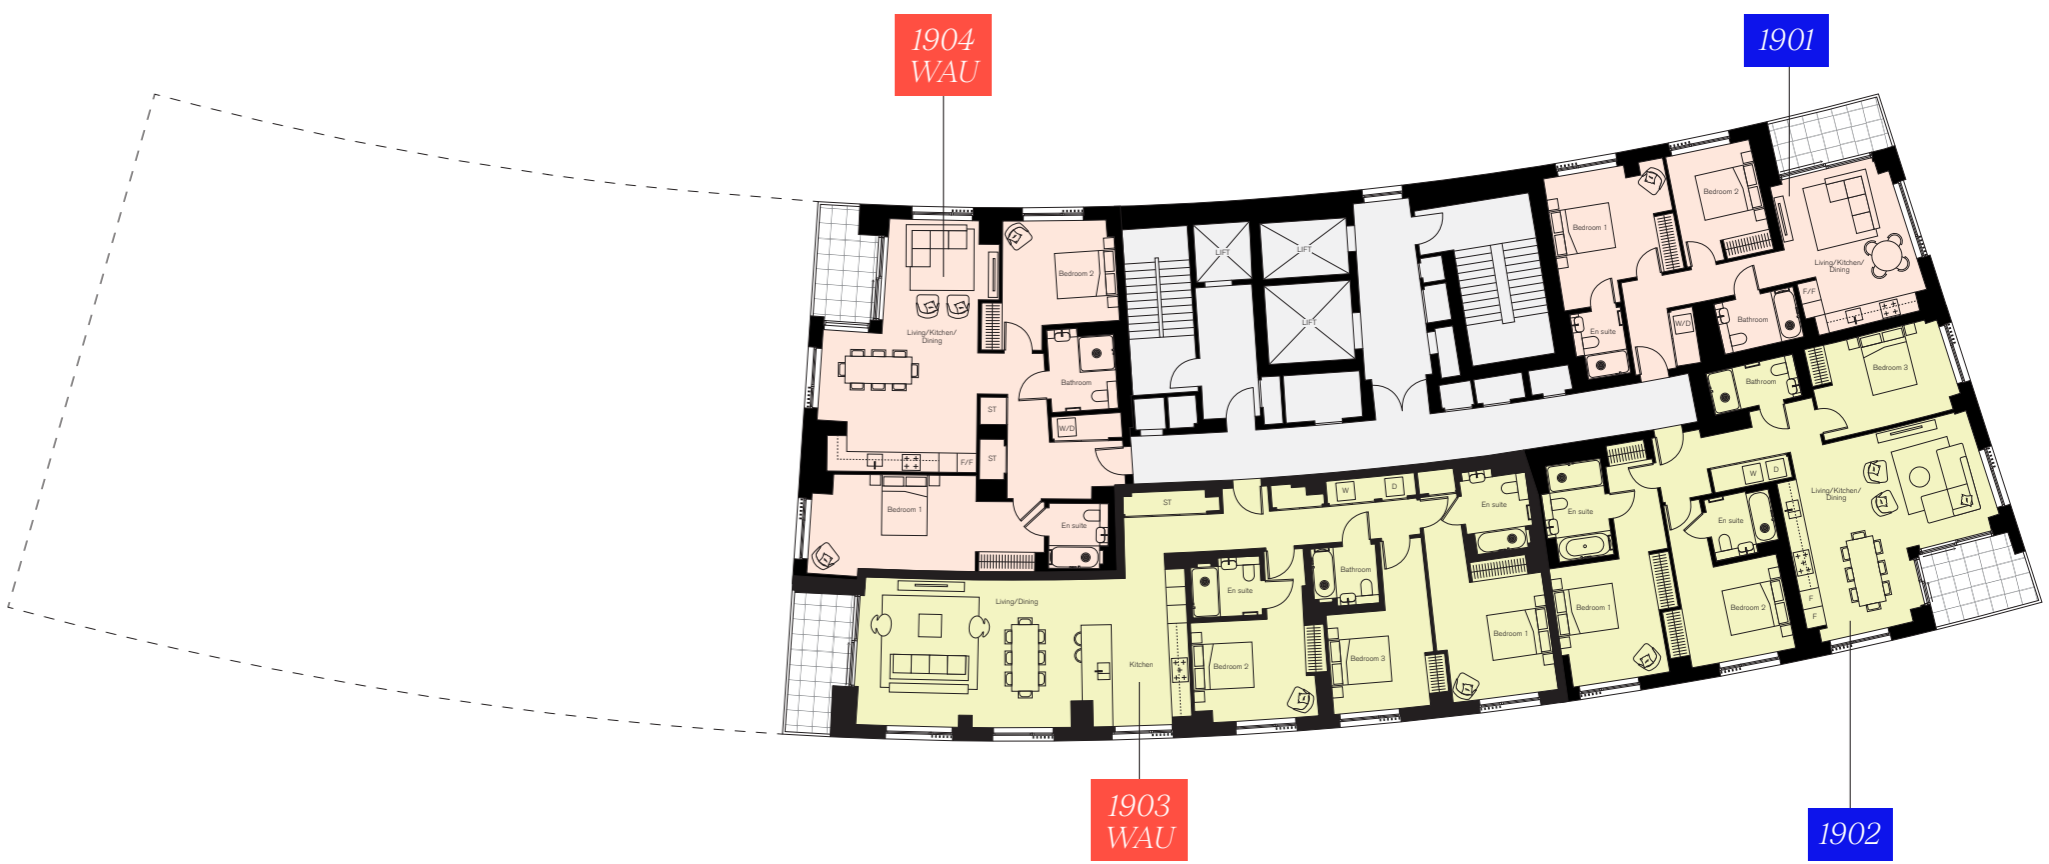 1904
WAU
1901
Bedroom 2
Bedroom 1
Living/Kitchen/
Dining
F/F
W/D
Bathroom
En suite
LIFT
LIFT
LIFT
Bedroom 2
Living/Kitchen/
Dining
Bathroom
ST
W/D
ST
F/F
Bedroom 1
En suite
Bathroom
Bedroom 3
W
D
Living/Kitchen/
Dining
En suite
En suite
Bedroom 1
Bedroom 2
F
F
ST
W
D
En suite
Bathroom
En suite
Living/Dining
Kitchen
Bedroom 2
Bedroom 3
Bedroom 1
1903
WAU
1902